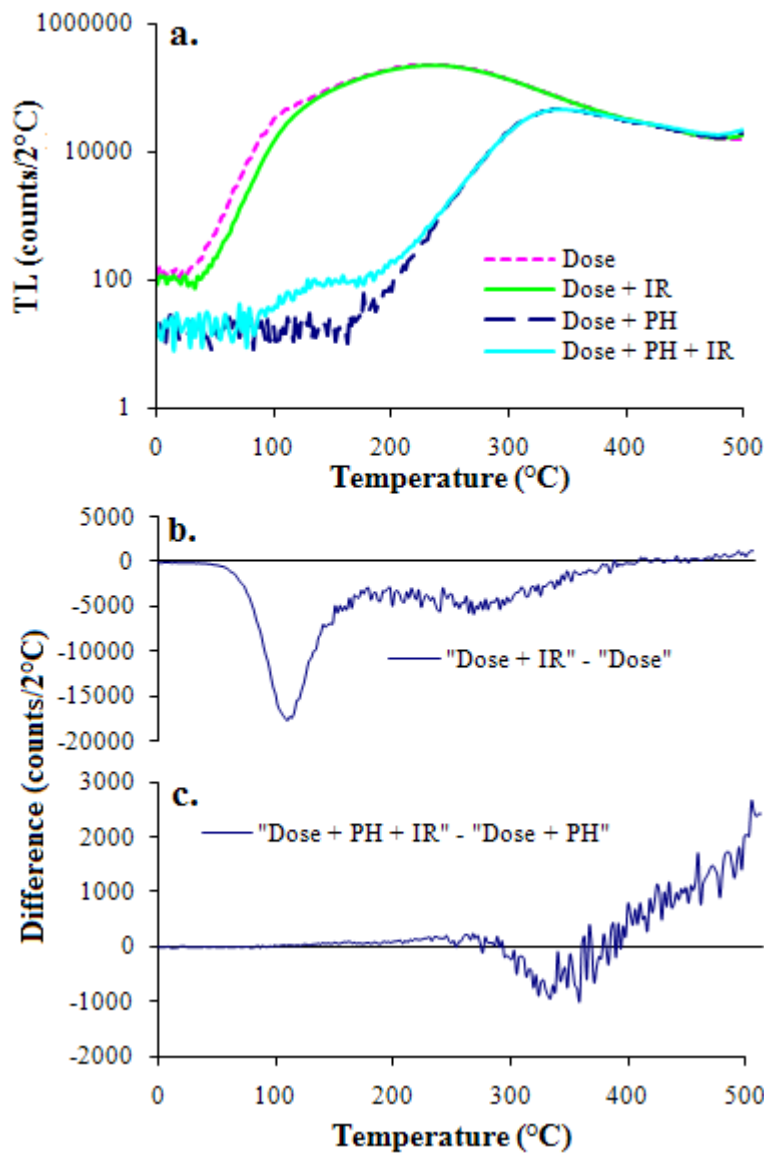 a.
1000000
10000
100
1
TL (counts/2°C)
Dose
Dose + IR
Dose + PH
Dose + PH + IR
0 100 200 300 400 500
Temperature (°C)
b.
5000
0
-5000
-10000
-15000
-20000
"Dose + IR" - "Dose"
Difference (counts/2°C)
c.
3000
2000
1000
0
-1000
-2000
"Dose + PH + IR" - "Dose + PH"
0 100 200 300 400 500
Temperature (°C)